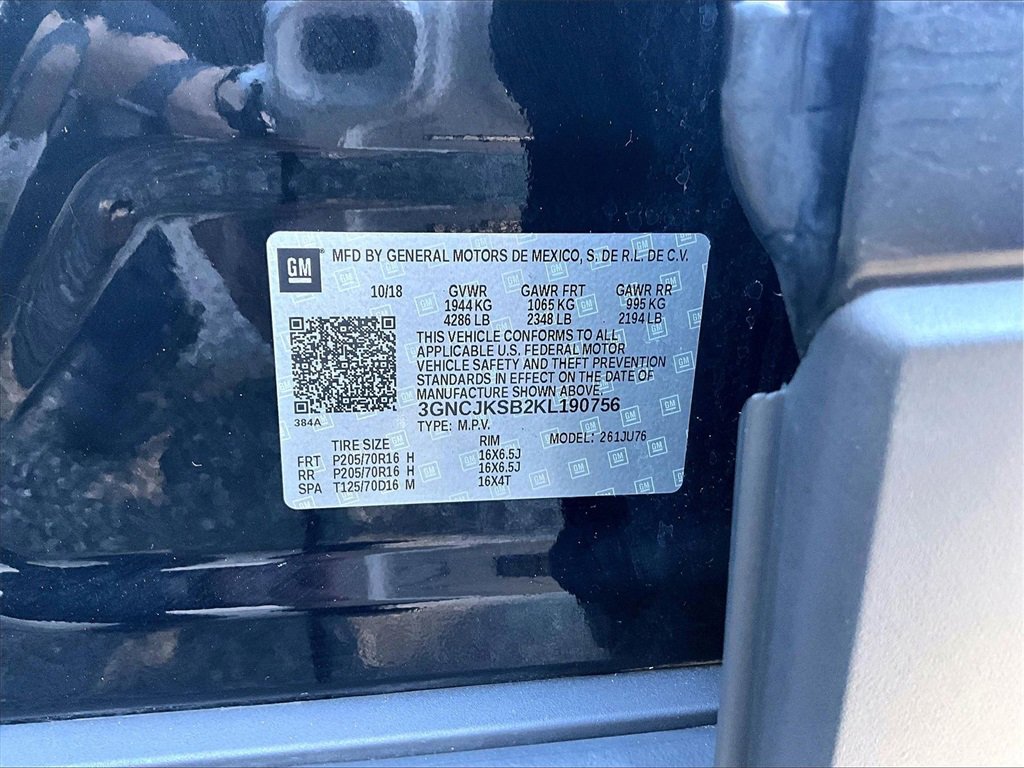 GM
MFD BY GENERAL MOTORS DE MEXICO, S. DE R.L. DE C.V.
10/18 GVWR GAWR FRT GAWR RR
1944 KG 1065 KG 995 KG
4286 LB 2348 LB 2194 LB
THIS VEHICLE CONFORMS TO ALL
APPLICABLE U.S. FEDERAL MOTOR
VEHICLE SAFETY AND THEFT PREVENTION
STANDARDS IN EFFECT ON THE DATE OF
MANUFACTURE SHOWN ABOVE.
3GNCJKSB2KL190756
384A
TYPE: M.P.V. MODEL: 261JU76
TIRE SIZE RIM
FRT P205/70R16 H 16X6.5J
RR P205/70R16 H 16X6.5J
SPA T125/70D16 M 16X4T